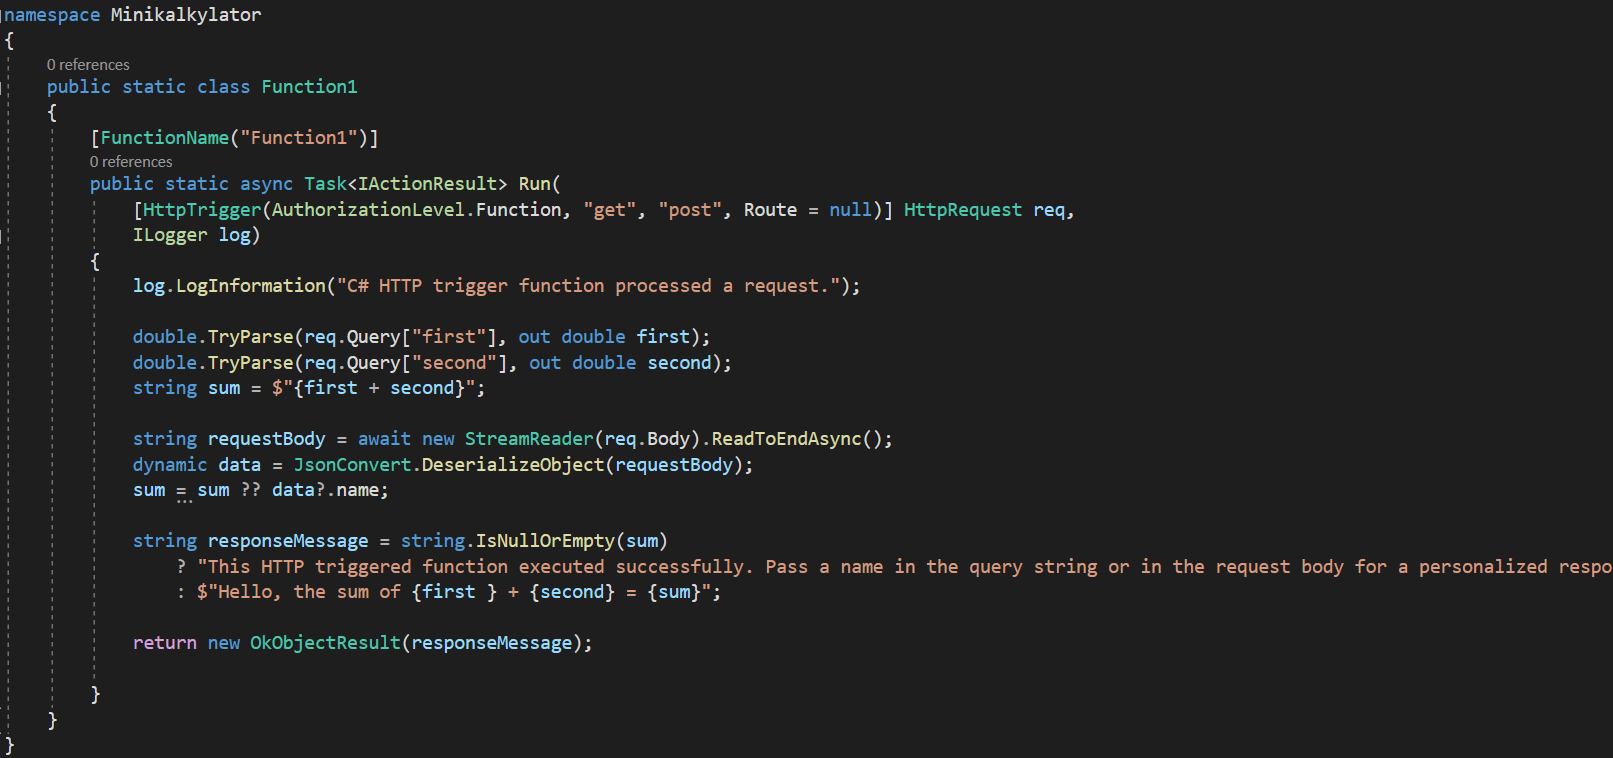 namespace Minikalkylator
{
0 references
public static class Function1
{
[FunctionName("Function1")]
0 references
public static async Task<IActionResult> Run(
[HttpTrigger(AuthorizationLevel.Function, "get", "post", Route = null)] HttpRequest req,
ILogger log)
{
log.LogInformation("C# HTTP trigger function processed a request.");
double.TryParse(req.Query["first"], out double first);
double.TryParse(req.Query["second"], out double second);
string sum = $"{first + second}";
string requestBody = await new StreamReader(req.Body).ReadToEndAsync();
dynamic data = JsonConvert.DeserializeObject(requestBody);
sum = sum ?? data?.name;
string responseMessage = string.IsNullOrEmpty(sum)
? "This HTTP triggered function executed successfully. Pass a name in the query string or in the request body for a personalized respo
: $"Hello, the sum of {first } + {second} = {sum}";
return new OkObjectResult(responseMessage);
}
}
}